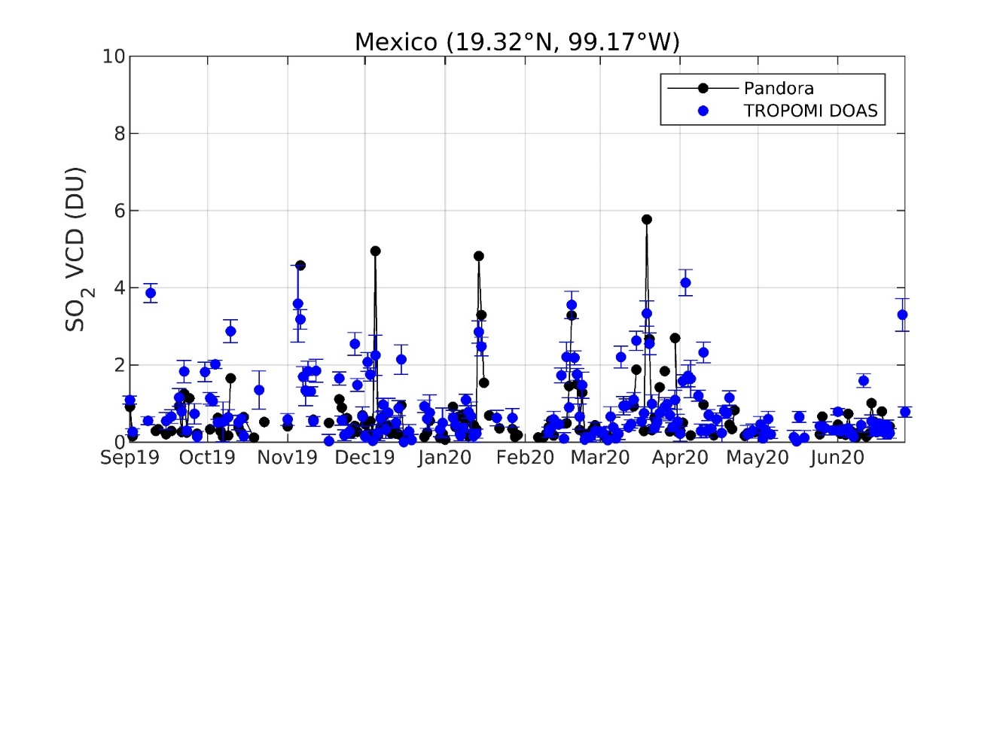 Mexico (19.32°N, 99.17°W)
Pandora
TROPOMI DOAS
SO2 VCD (DU)
10
8
6
4
2
0
Sep19 Oct19 Nov19 Dec19 Jan20 Feb20 Mar20 Apr20 May20 Jun20